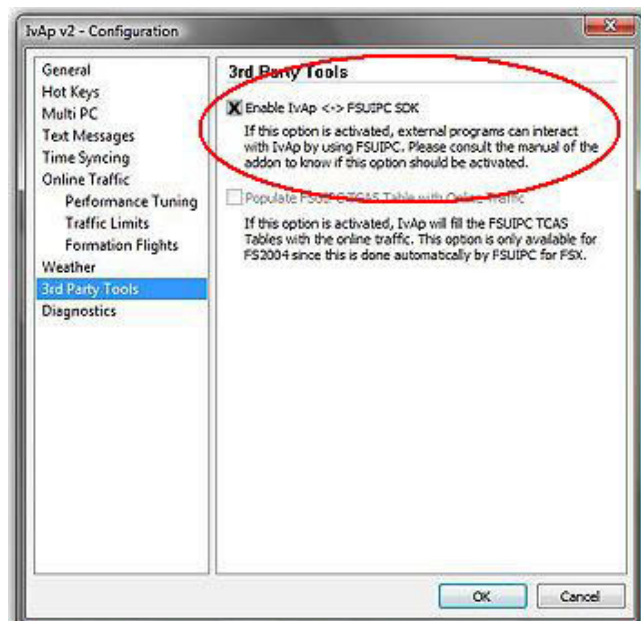 IvAp v2 - Configuration
General
Hot Keys
Multi PC
Text Messages
Time Syncing
Online Traffic
Performance Tuning
Traffic Limits
Formation Flights
Weather
3rd Party Tools
Diagnostics
3rd Party Tools
Enable IvAp <-> FSUIPC SDK
If this option is activated, external programs can interact
with IvAp by using FSUIPC. Please consult the manual of the
addon to know if this option should be activated.
Populate FSUIPC TCAS Table with Online Traffic
If this option is activated, IvAp will fill the FSUIPC TCAS
Tables with the online traffic. This option is only available for
FS2004 since this is done automatically by FSUIPC for FSX.
OK
Cancel